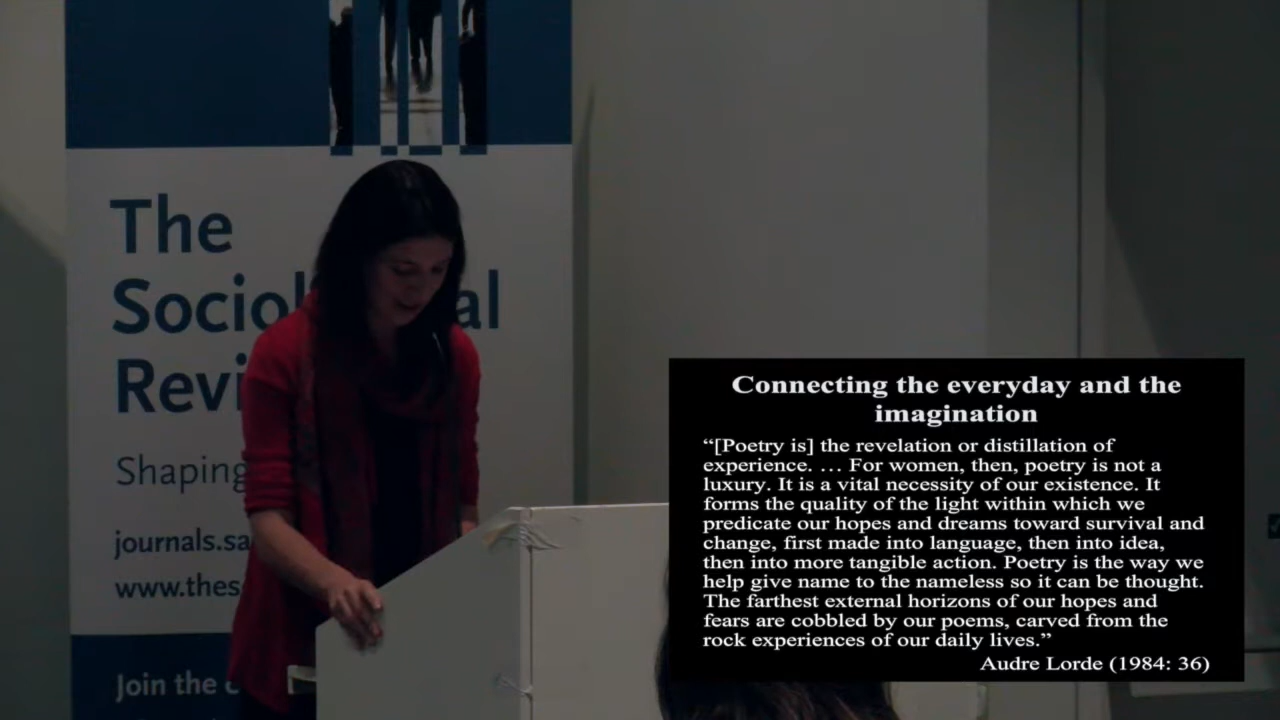 The
Sociol al
Revi
Shaping
journals.sa
www.thes
Join the c
Connecting the everyday and the
imagination
“[Poetry is] the revelation or distillation of
experience. … For women, then, poetry is not a
luxury. It is a vital necessity of our existence. It
forms the quality of the light within which we
predicate our hopes and dreams toward survival and
change, first made into language, then into idea,
then into more tangible action. Poetry is the way we
help give name to the nameless so it can be thought.
The farthest external horizons of our hopes and
fears are cobbled by our poems, carved from the
rock experiences of our daily lives.”
Audre Lorde (1984: 36)